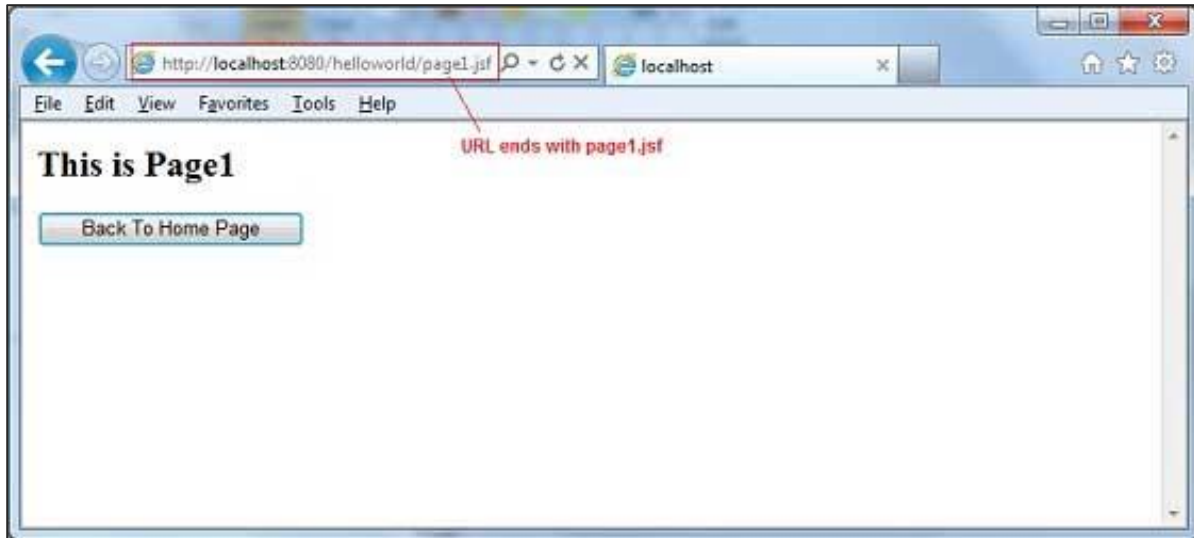 http://localhost:8080/helloworld/page1.jsf
localhost
File Edit View Favorites Tools Help
URL ends with page1.jsf
This is Page1
Back To Home Page